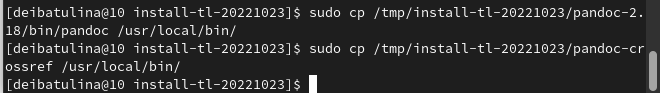 [deibatulina@10 install-tl-20221023]$ sudo cp /tmp/install-tl-20221023/pandoc-2.
18/bin/pandoc /usr/local/bin/
[deibatulina@10 install-tl-20221023]$ sudo cp /tmp/install-tl-20221023/pandoc-cr
ossref /usr/local/bin/
[deibatulina@10 install-tl-20221023]$